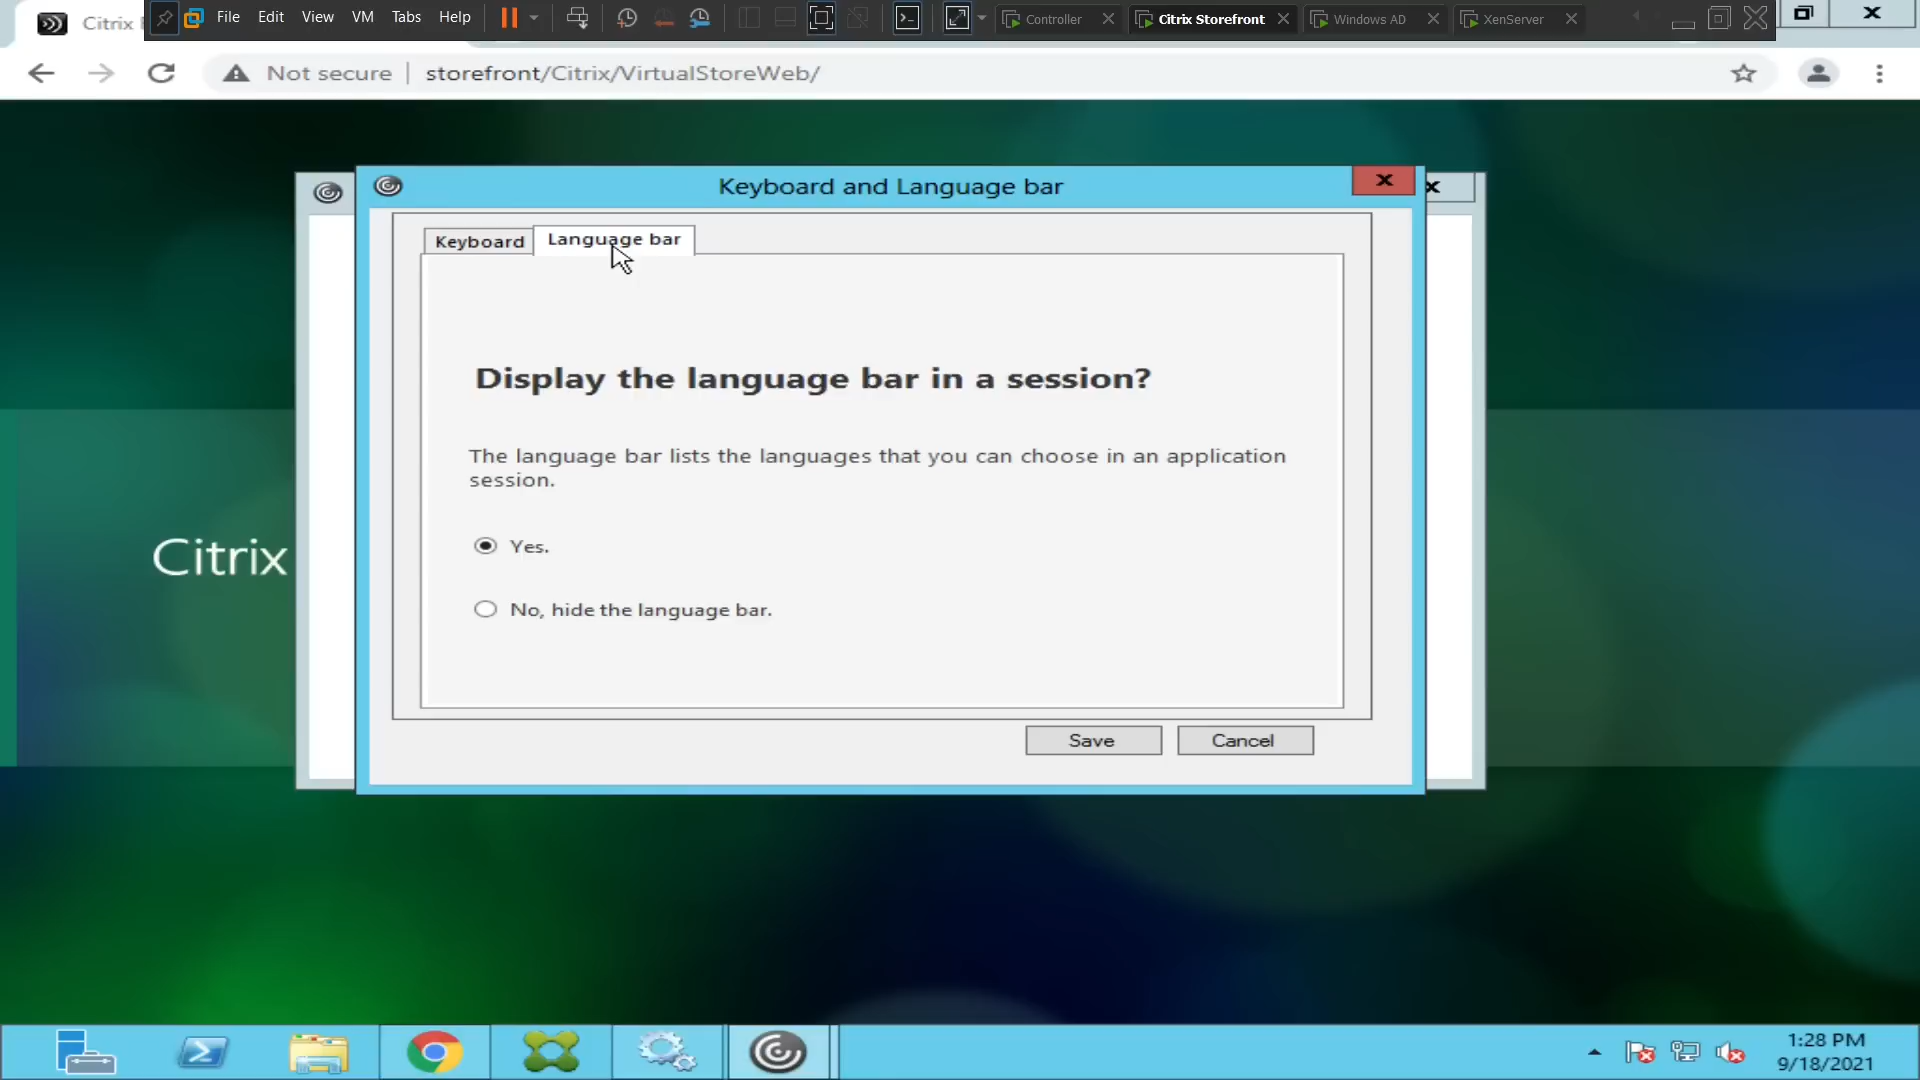 Citrix
File Edit View VM Tabs Help
Controller
Citrix Storefront
Windows AD
XenServer
Not secure
storefront/Citrix/VirtualStoreWeb/
Keyboard and Language bar
Keyboard
Language bar
Display the language bar in a session?
The language bar lists the languages that you can choose in an application
session.
Yes.
No, hide the language bar.
Citrix
Save
Cancel
1:28 PM
9/18/2021